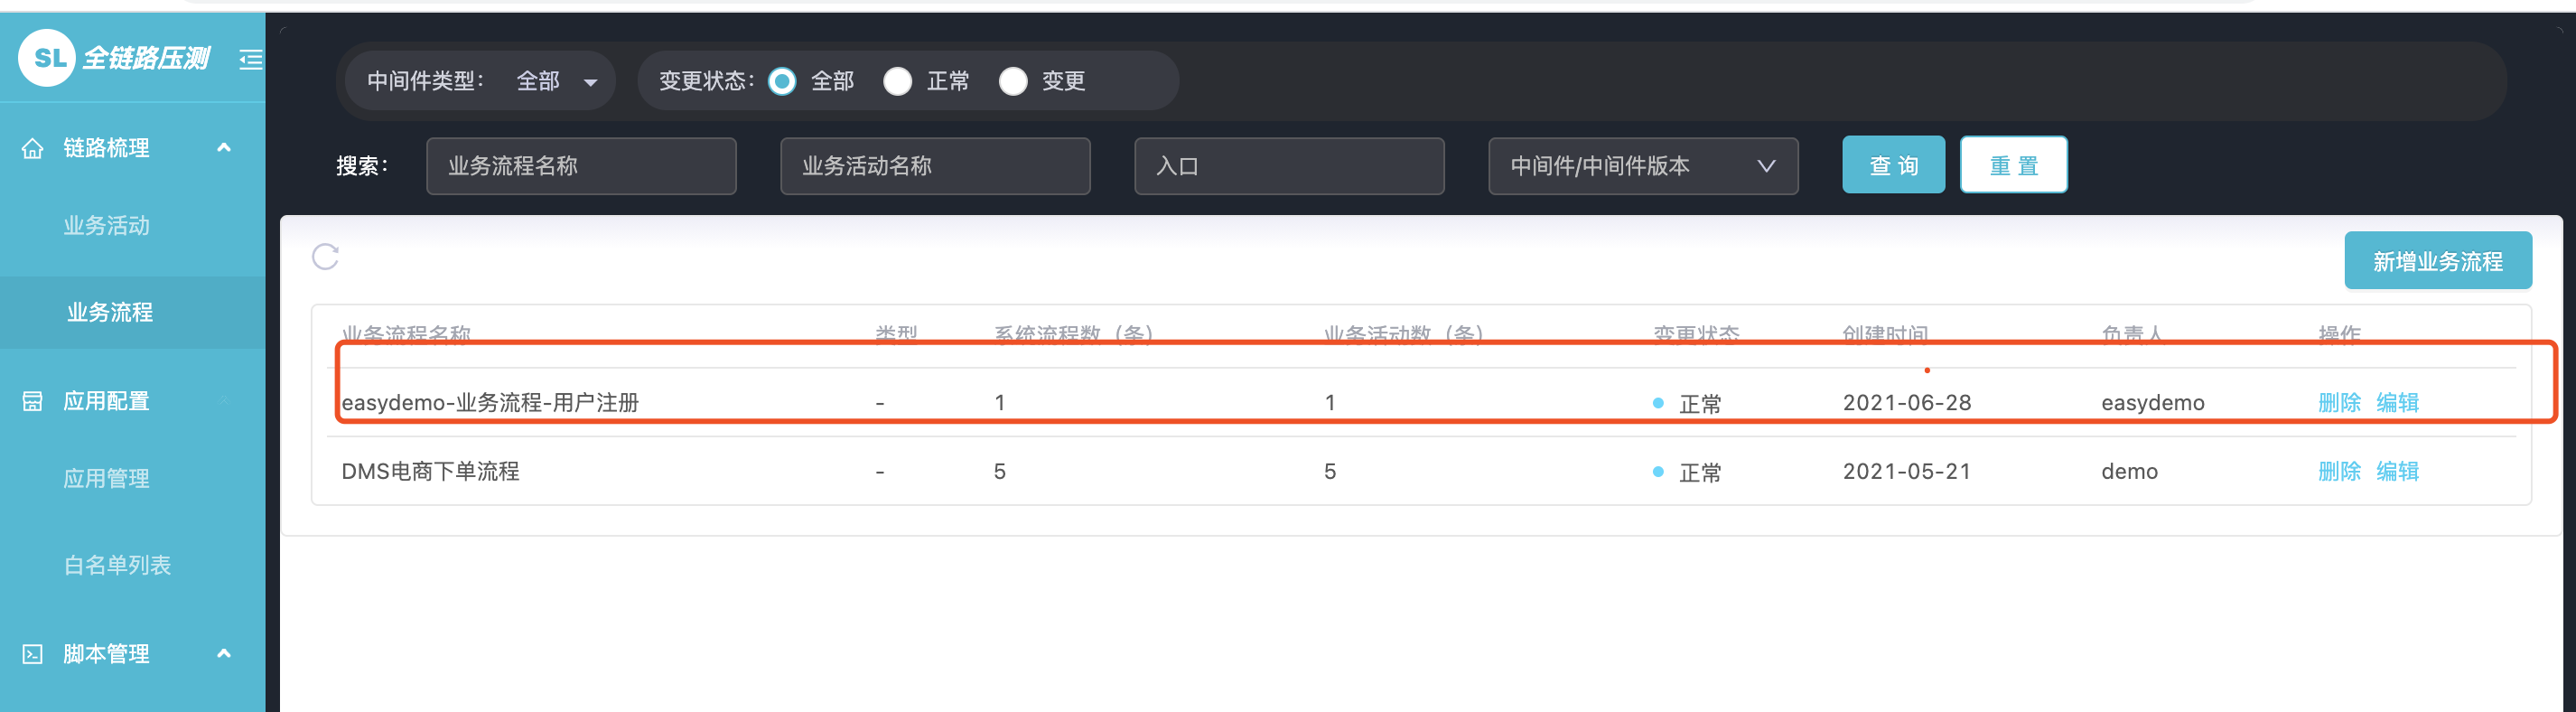 SL 全链路压测
中间件类型： 全部
变更状态： 全部 正常 变更
搜索： 业务流程名称 业务活动名称 入口 中间件/中间件版本 查 询 重 置
链路梳理
业务活动
业务流程
应用配置
应用管理
白名单列表
脚本管理
新增业务流程
业务流程名称 类型 系统流程数（条） 业务活动数（条） 变更状态 创建时间 负责人 操作
easydemo-业务流程-用户注册 - 1 1 正常 2021-06-28 easydemo 删除 编辑
DMS电商下单流程 - 5 5 正常 2021-05-21 demo 删除 编辑